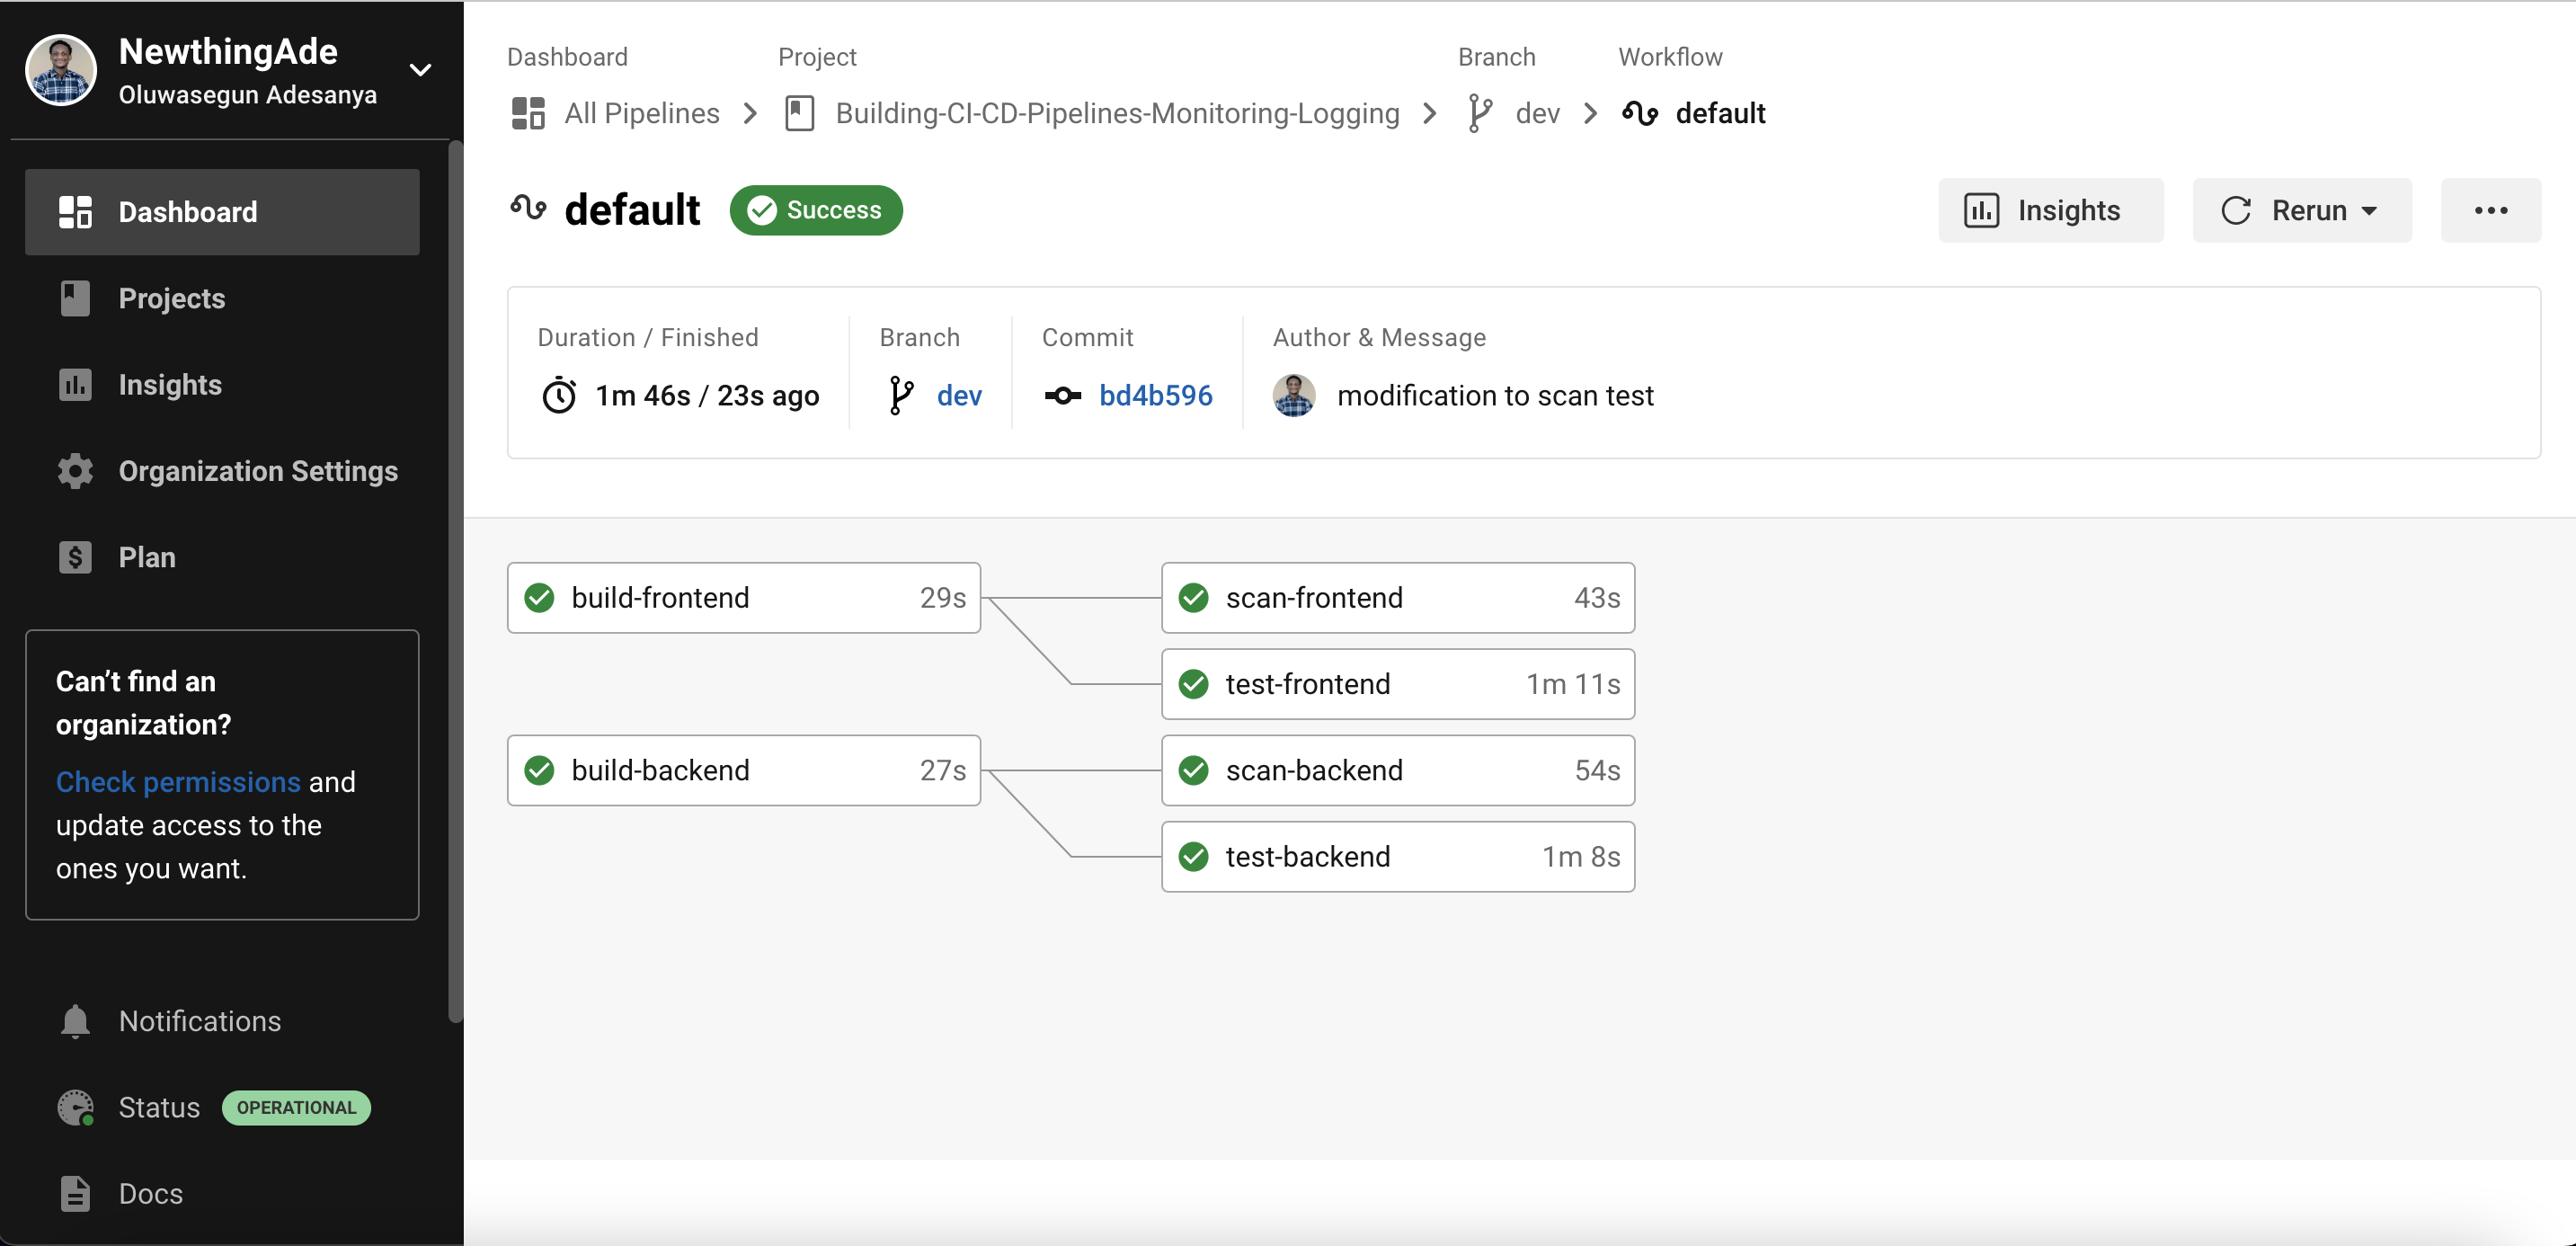 NewthingAde
Oluwasegun Adesanya
Dashboard
Projects
Insights
Organization Settings
Plan
Can’t find an
organization?
Check permissions and
update access to the
ones you want.
Notifications
Status OPERATIONAL
Docs
Dashboard Project Branch Workflow
All Pipelines Building-CI-CD-Pipelines-Monitoring-Logging dev default
default Success Insights Rerun
Duration / Finished Branch Commit Author & Message
1m 46s / 23s ago dev bd4b596 modification to scan test
build-frontend 29s scan-frontend 43s
test-frontend 1m 11s
build-backend 27s scan-backend 54s
test-backend 1m 8s